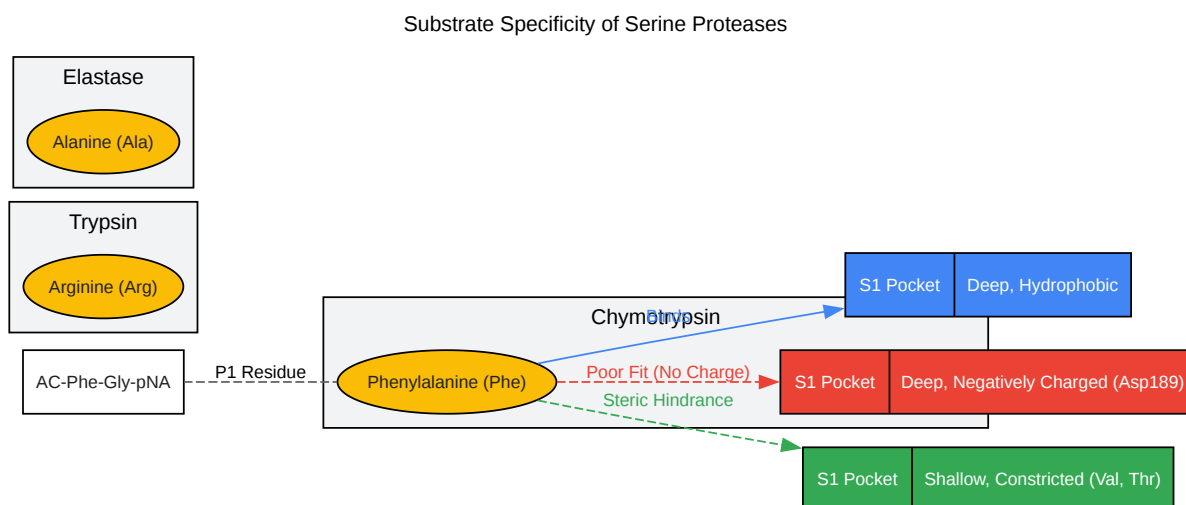 Substrate Specificity of Serine Proteases
Elastase
Alanine (Ala)
Trypsin
Arginine (Arg)
S1 Pocket
Deep, Hydrophobic
Chymotrypsin
Binds
AC-Phe-Gly-pNA
P1 Residue
Phenylalanine (Phe)
Poor Fit (No Charge)
S1 Pocket
Deep, Negatively Charged (Asp189)
Steric Hindrance
S1 Pocket
Shallow, Constricted (Val, Thr)